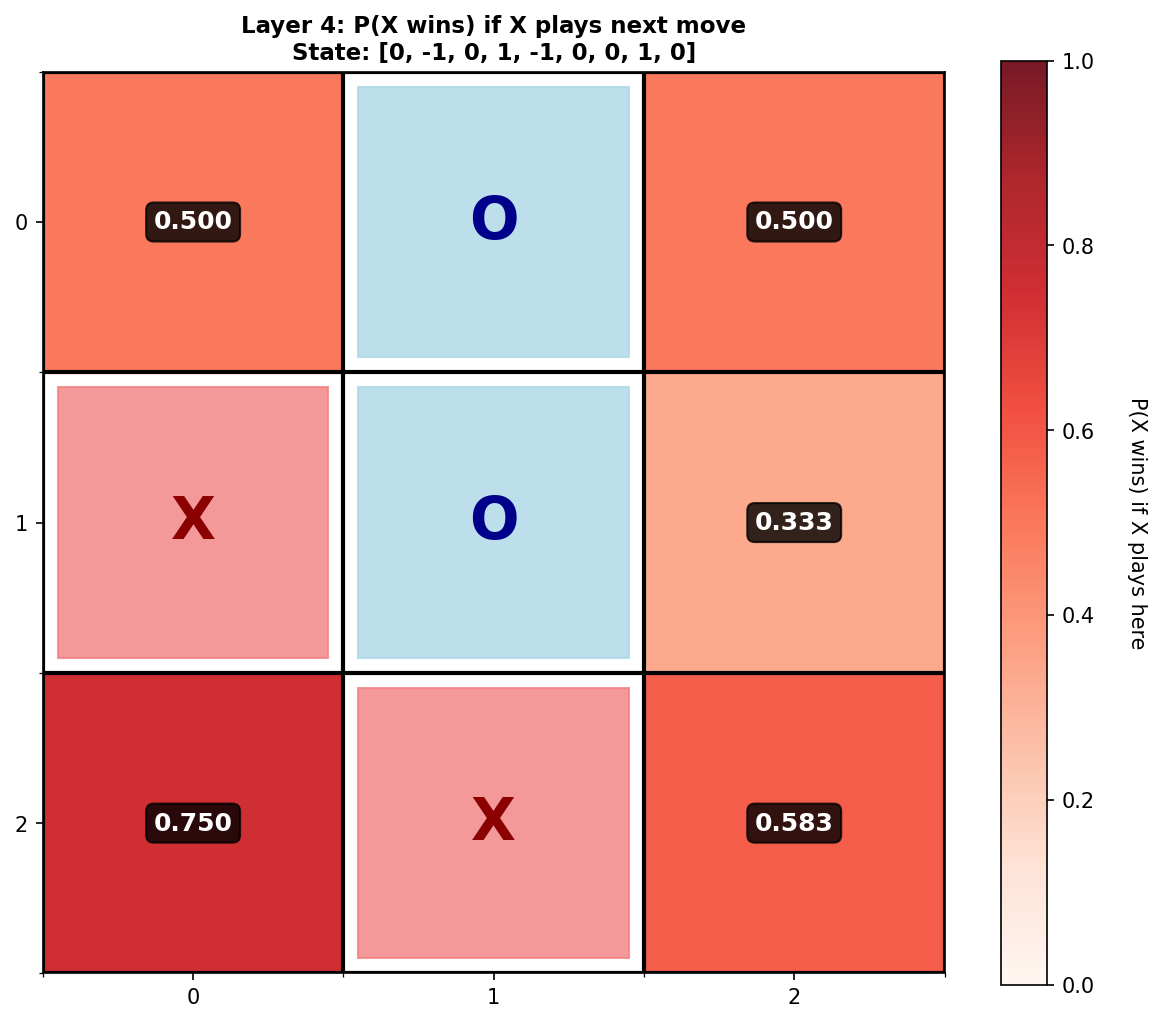 Layer 4: P(X wins) if X plays next move
State: [0, -1, 0, 1, -1, 0, 0, 1, 0]
0.500 O 0.500
X O 0.333
0.750 X 0.583
0
1
2
0 1 2
1.0
0.8
0.6
0.4
0.2
0.0
P(X wins) if X plays here